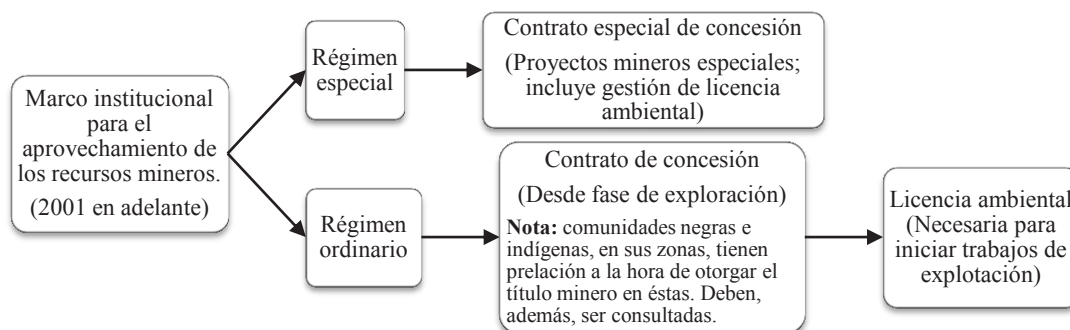 Marco institucional
para el
aprovechamiento de
los recursos mineros.
(2001 en adelante)
Régimen
especial
Contrato especial de concesión
(Proyectos mineros especiales;
incluye gestión de licencia
ambiental)
Régimen
ordinario
Contrato de concesión
(Desde fase de exploración)
Nota: comunidades negras e
indígenas, en sus zonas, tienen
prelación a la hora de otorgar el
título minero en éstas. Deben,
además, ser consultadas.
Licencia ambiental
(Necesaria para
iniciar trabajos de
explotación)